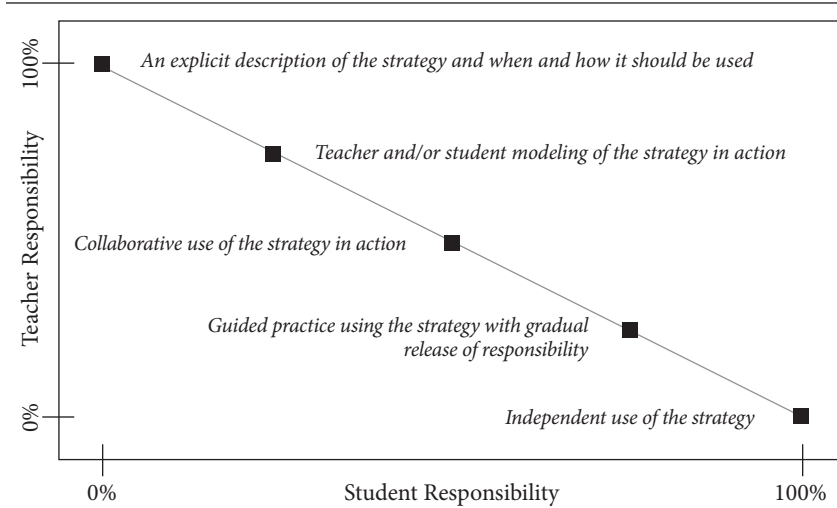 100%
An explicit description of the strategy and when and how it should be used
Teacher and/or student modeling of the strategy in action
Teacher Responsibility
Collaborative use of the strategy in action
Guided practice using the strategy with gradual
release of responsibility
0%
Independent use of the strategy
0%
Student Responsibility
100%